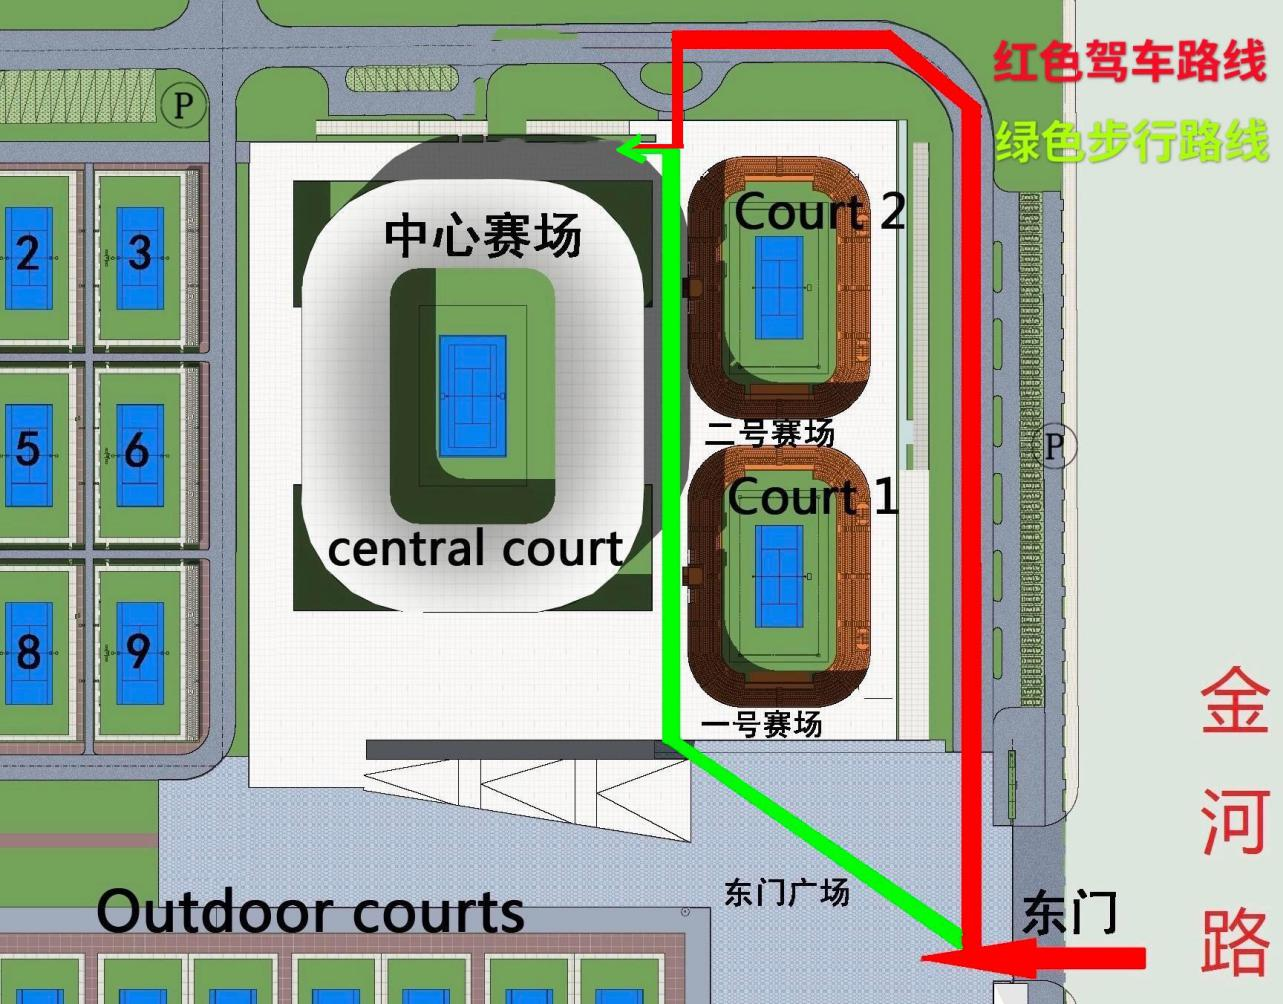 红色驾车路线
绿色步行路线
P
中心赛场
Court 2
2
3
二号赛场
P
5
6
Court 1
central court
8
9
一号赛场
金河路
东门广场
东门
Outdoor courts